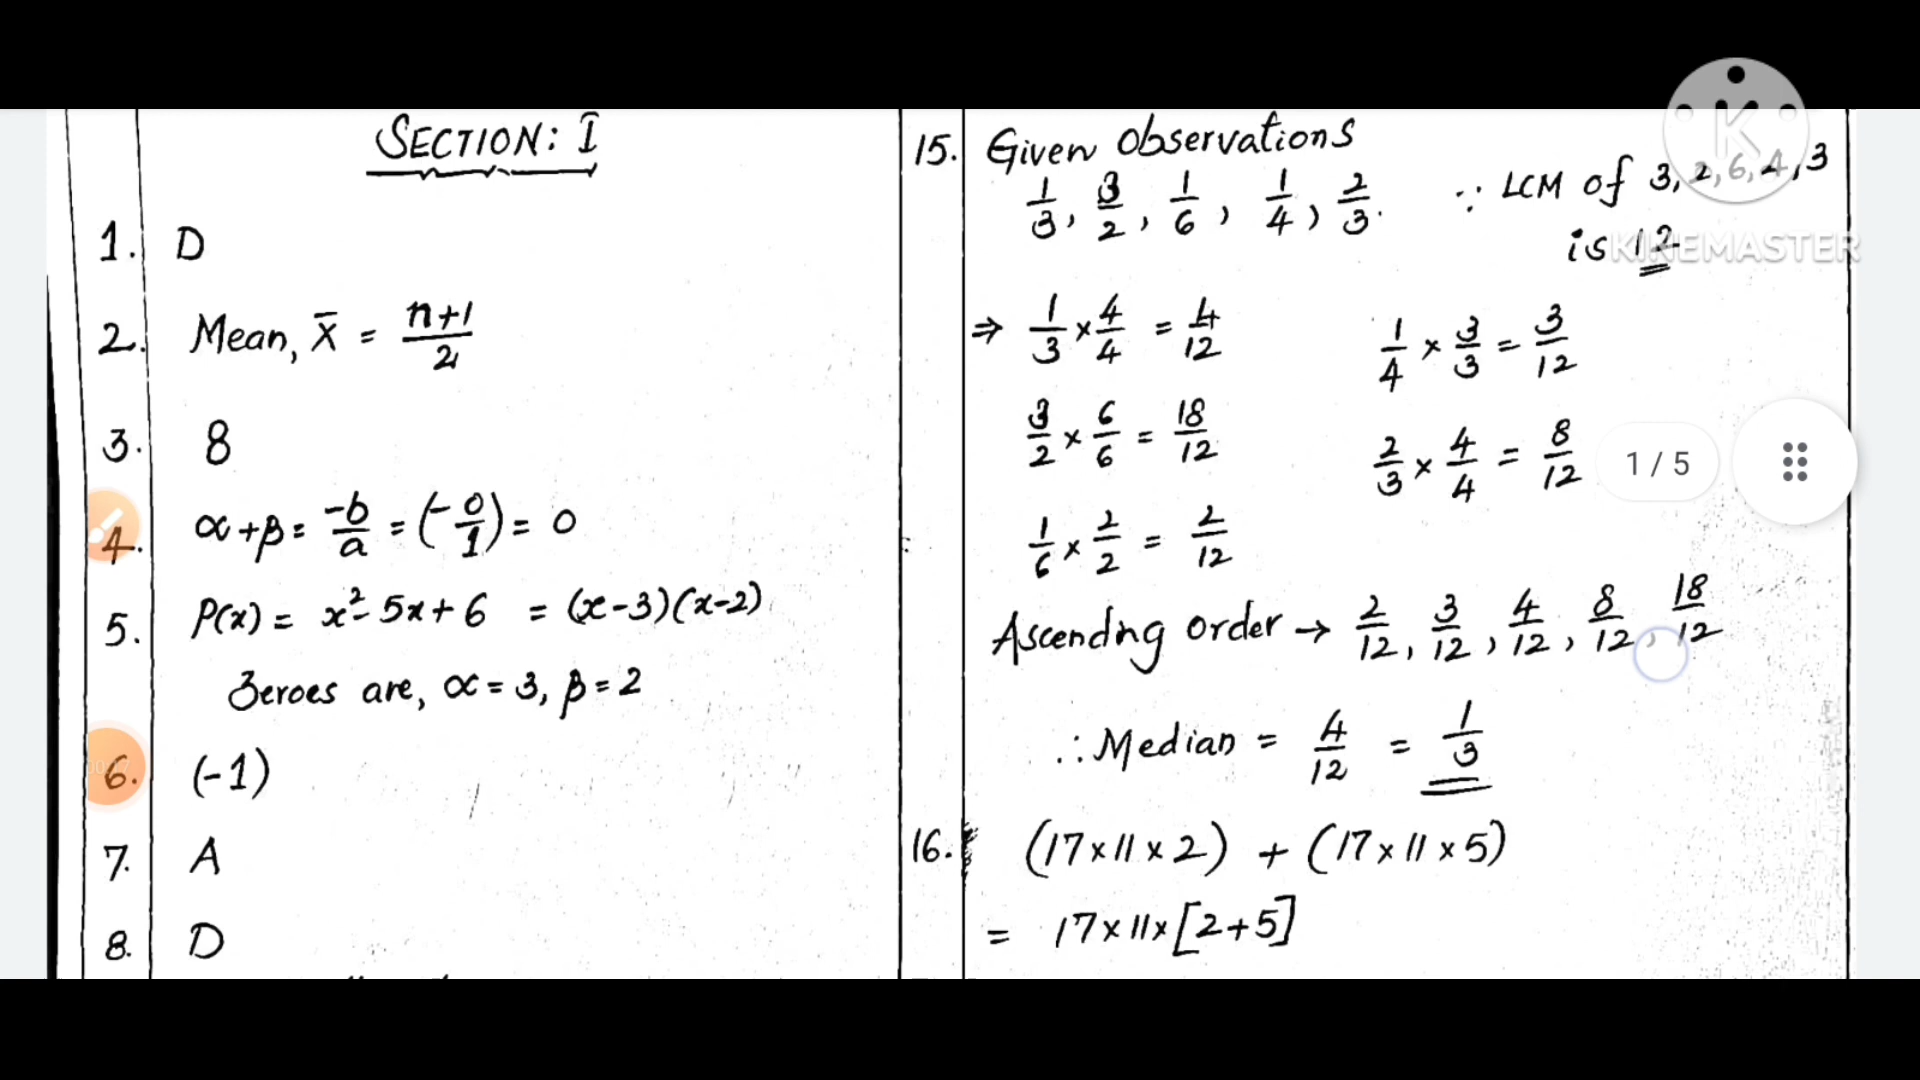 SECTION: I
1. D
2. Mean, x̄ = n+1/2
3. 8
4. α+β = -b/a = (-0/1) = 0
5. P(x) = x²-5x+6 = (x-3)(x-2)
Zeroes are, α=3, β=2
6. (-1)
7. A
8. D
15. Given observations
1/3, 3/2, 1/6, 1/4, 2/3. ∵ LCM of 3,2,6,4,3
is 12
⇒ 1/3 × 4/4 = 4/12 1/4 × 3/3 = 3/12
3/2 × 6/6 = 18/12 2/3 × 4/4 = 8/12
1/6 × 2/2 = 2/12
Ascending order → 2/12, 3/12, 4/12, 8/12, 18/12
∴ Median = 4/12 = 1/3
16. (17×11×2) + (17×11×5)
= 17×11×[2+5]
K
KINEMASTER
1 / 5